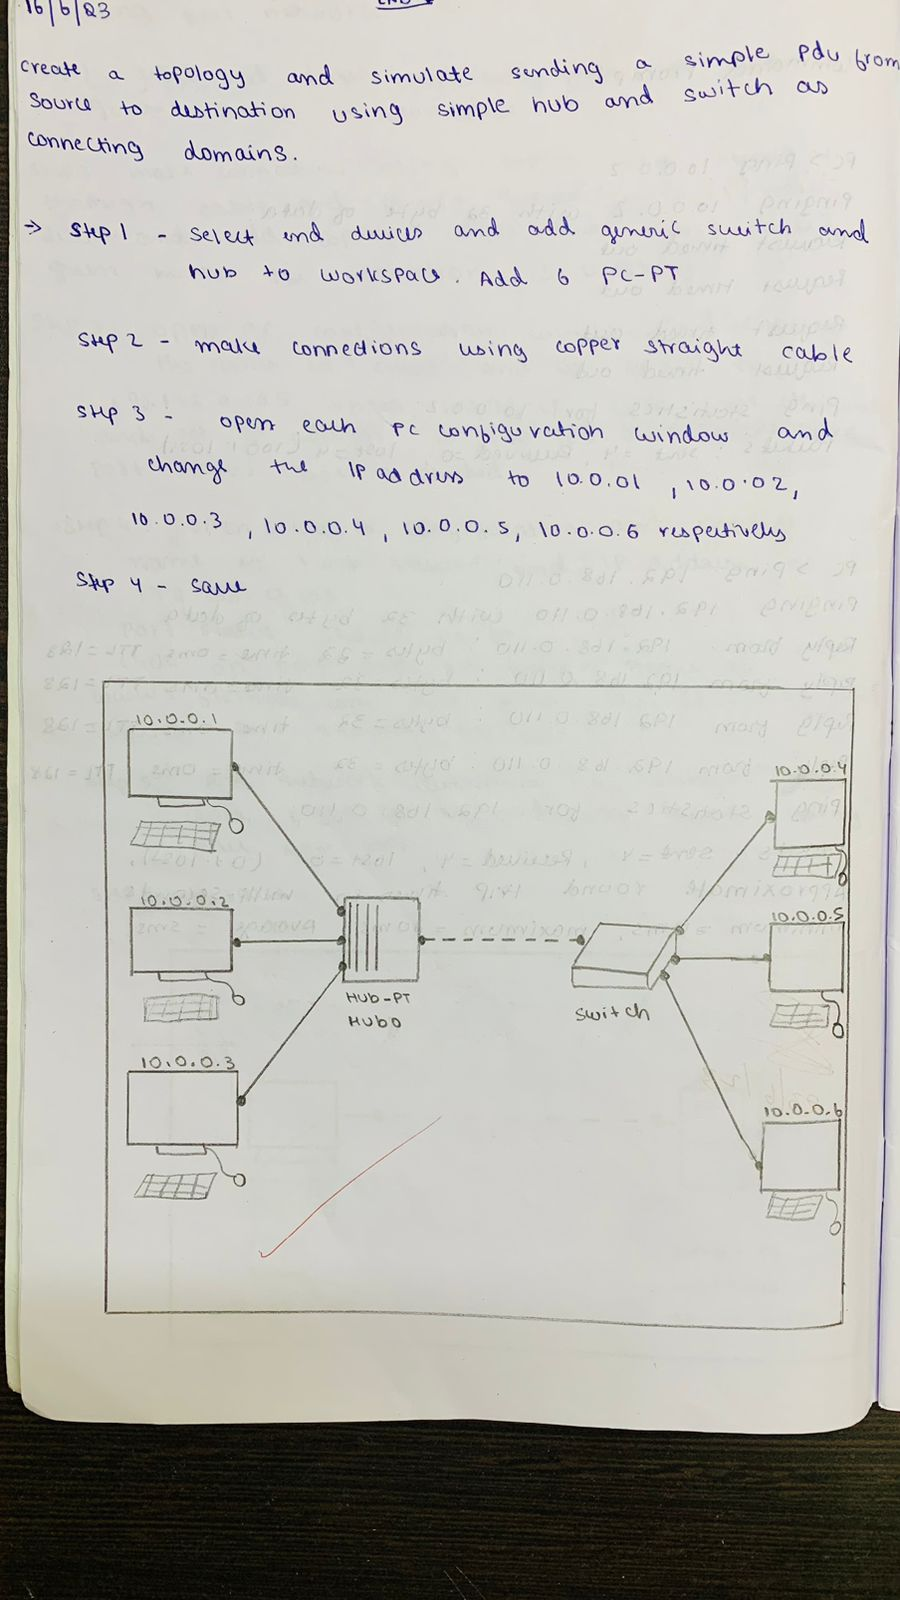 16/6/23
create a topology and simulate sending a simple pdu from
source to destination using simple hub and switch as
connecting domains.
→ Step 1 - Select end devices and add generic switch and
hub to workspace. Add 6 PC-PT
Step 2 - make connections using copper straight cable
Step 3 - open each pc configuration window and
change the IP address to 10.0.01 , 10.0.02,
10.0.0.3 , 10.0.0.4 , 10.0.0.5, 10.0.0.6 respectively
Step 4 - save
10.0.0.1
10.0.0.4
10.0.0.2
10.0.0.5
Hub-PT
Hub0
Switch
10.0.0.3
10.0.0.6